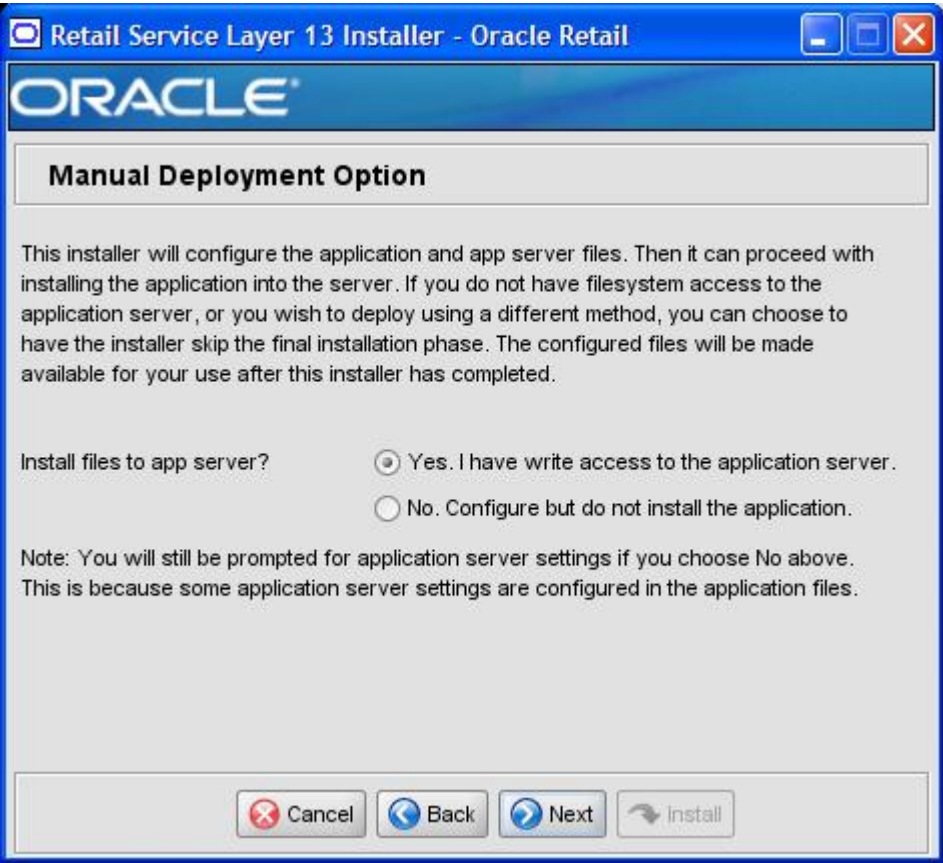 Retail Service Layer 13 Installer - Oracle Retail
ORACLE®
Manual Deployment Option
This installer will configure the application and app server files. Then it can proceed with
installing the application into the server. If you do not have filesystem access to the
application server, or you wish to deploy using a different method, you can choose to
have the installer skip the final installation phase. The configured files will be made
available for your use after this installer has completed.
Install files to app server? Yes. I have write access to the application server.
No. Configure but do not install the application.
Note: You will still be prompted for application server settings if you choose No above.
This is because some application server settings are configured in the application files.
Cancel Back Next Install